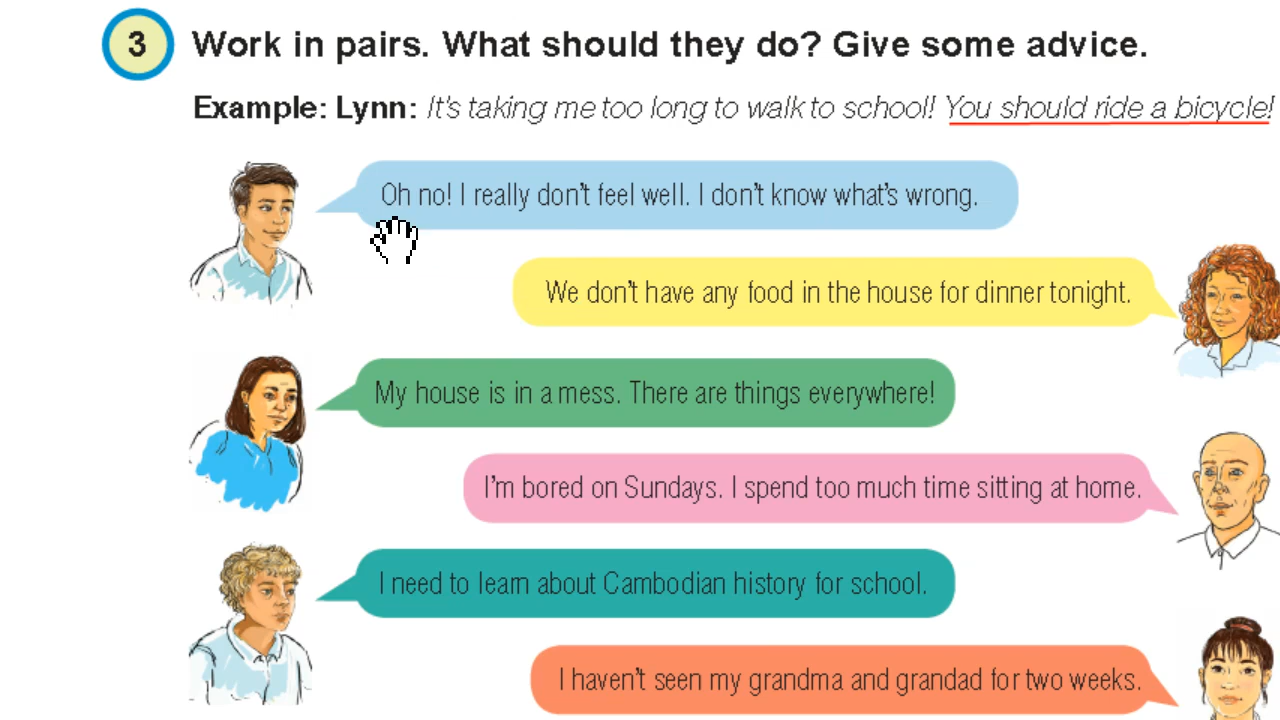 3 Work in pairs. What should they do? Give some advice.
Example: Lynn: It's taking me too long to walk to school! You should ride a bicycle!
Oh no! I really don't feel well. I don't know what's wrong.
We don't have any food in the house for dinner tonight.
My house is in a mess. There are things everywhere!
I'm bored on Sundays. I spend too much time sitting at home.
I need to learn about Cambodian history for school.
I haven't seen my grandma and grandad for two weeks.